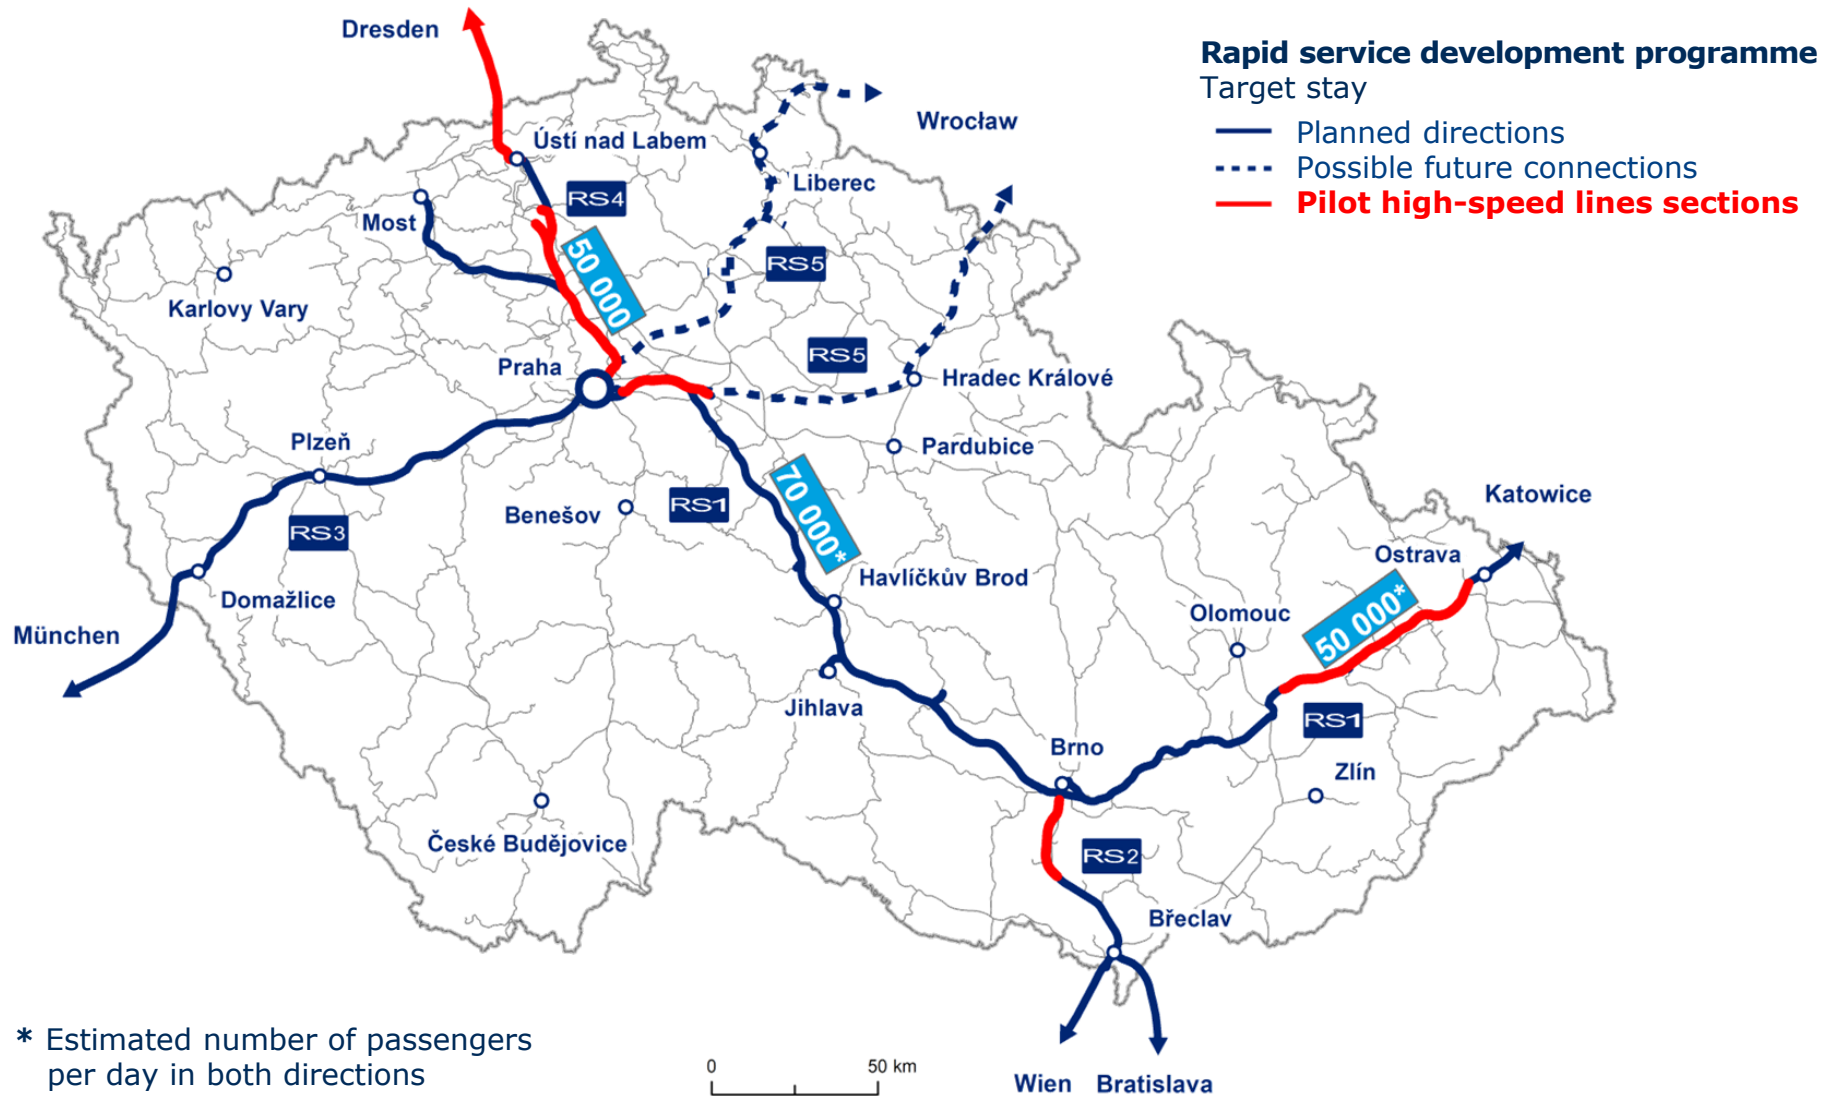 Dresden
Rapid service development programme
Target stay
Planned directions
Possible future connections
Pilot high-speed lines sections
Wrocław
Ústí nad Labem
RS4
Liberec
Most
50 000
RS5
Karlovy Vary
RS5
Praha
Hradec Králové
Plzeň
Pardubice
RS1
70 000*
Benešov
RS3
Katowice
Ostrava
Havlíčkův Brod
Domažlice
50 000*
Olomouc
München
Jihlava
RS1
Brno
Zlín
České Budějovice
RS2
Břeclav
* Estimated number of passengers
per day in both directions
0 50 km
Wien Bratislava